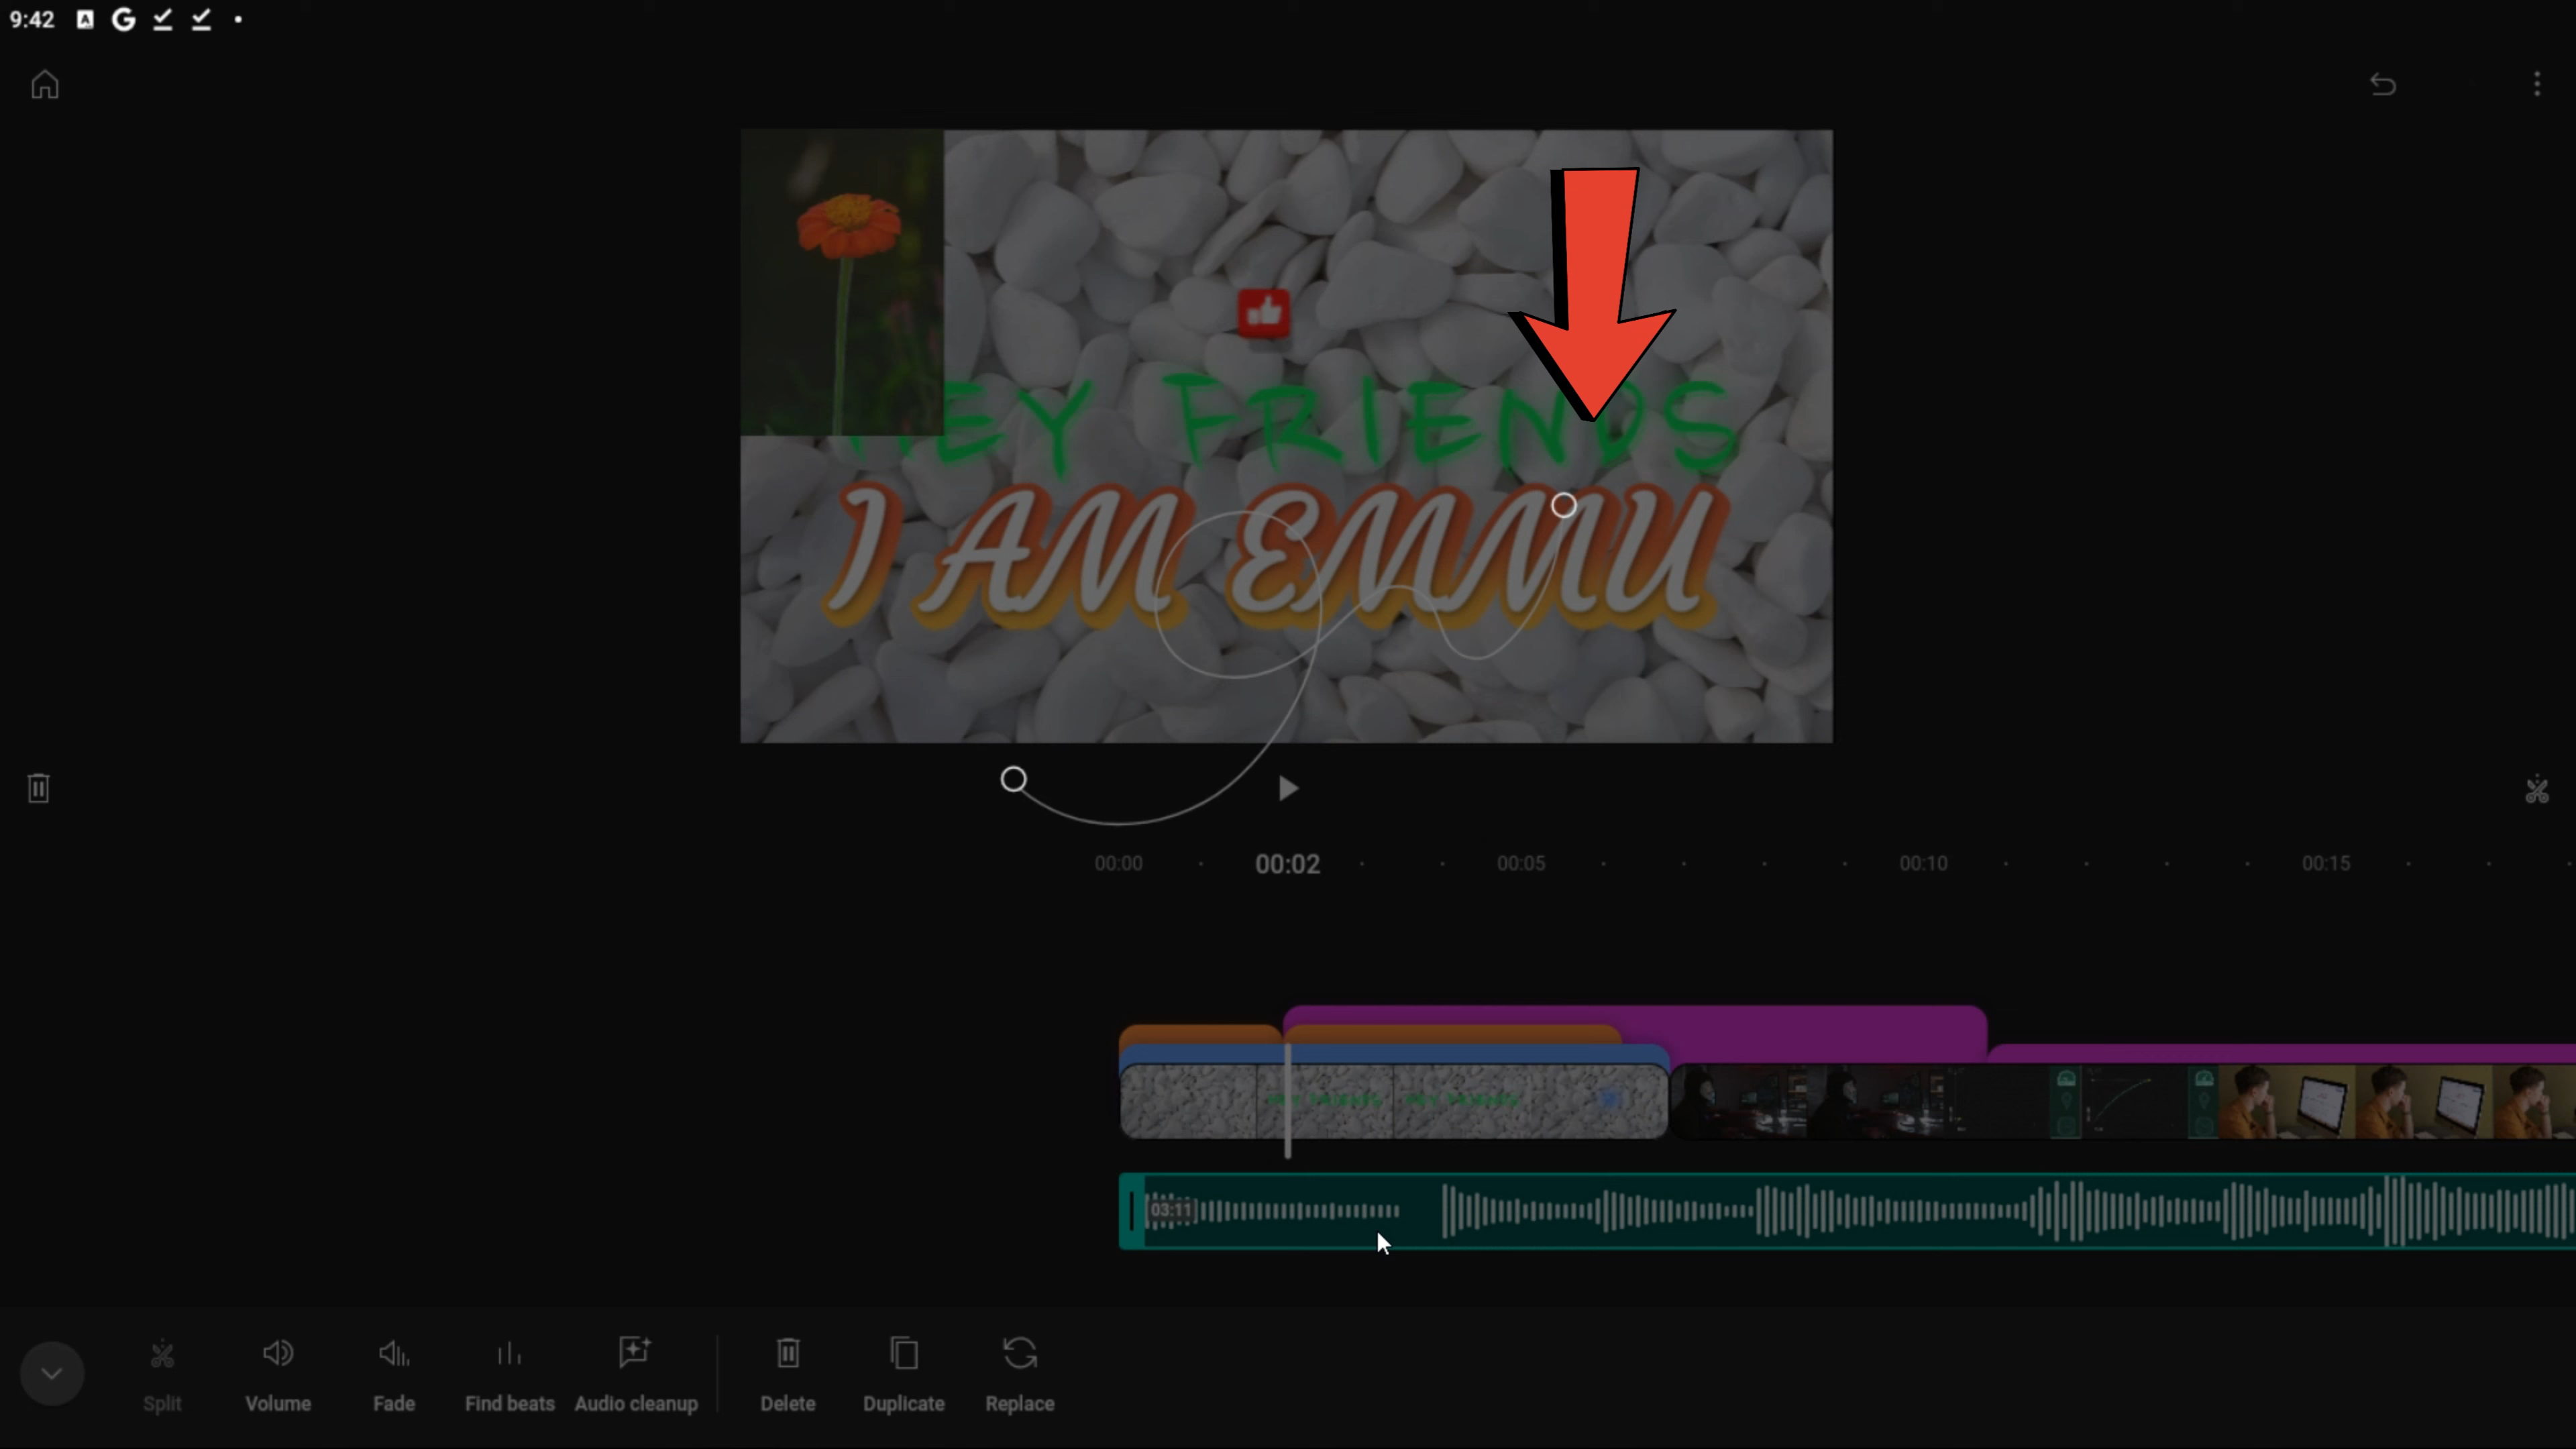 9:42
EY FRIENDS
I AM EMMU
00:00
00:02
00:05
00:10
00:15
03:11
Split
Volume
Fade
Find beats
Audio cleanup
Delete
Duplicate
Replace